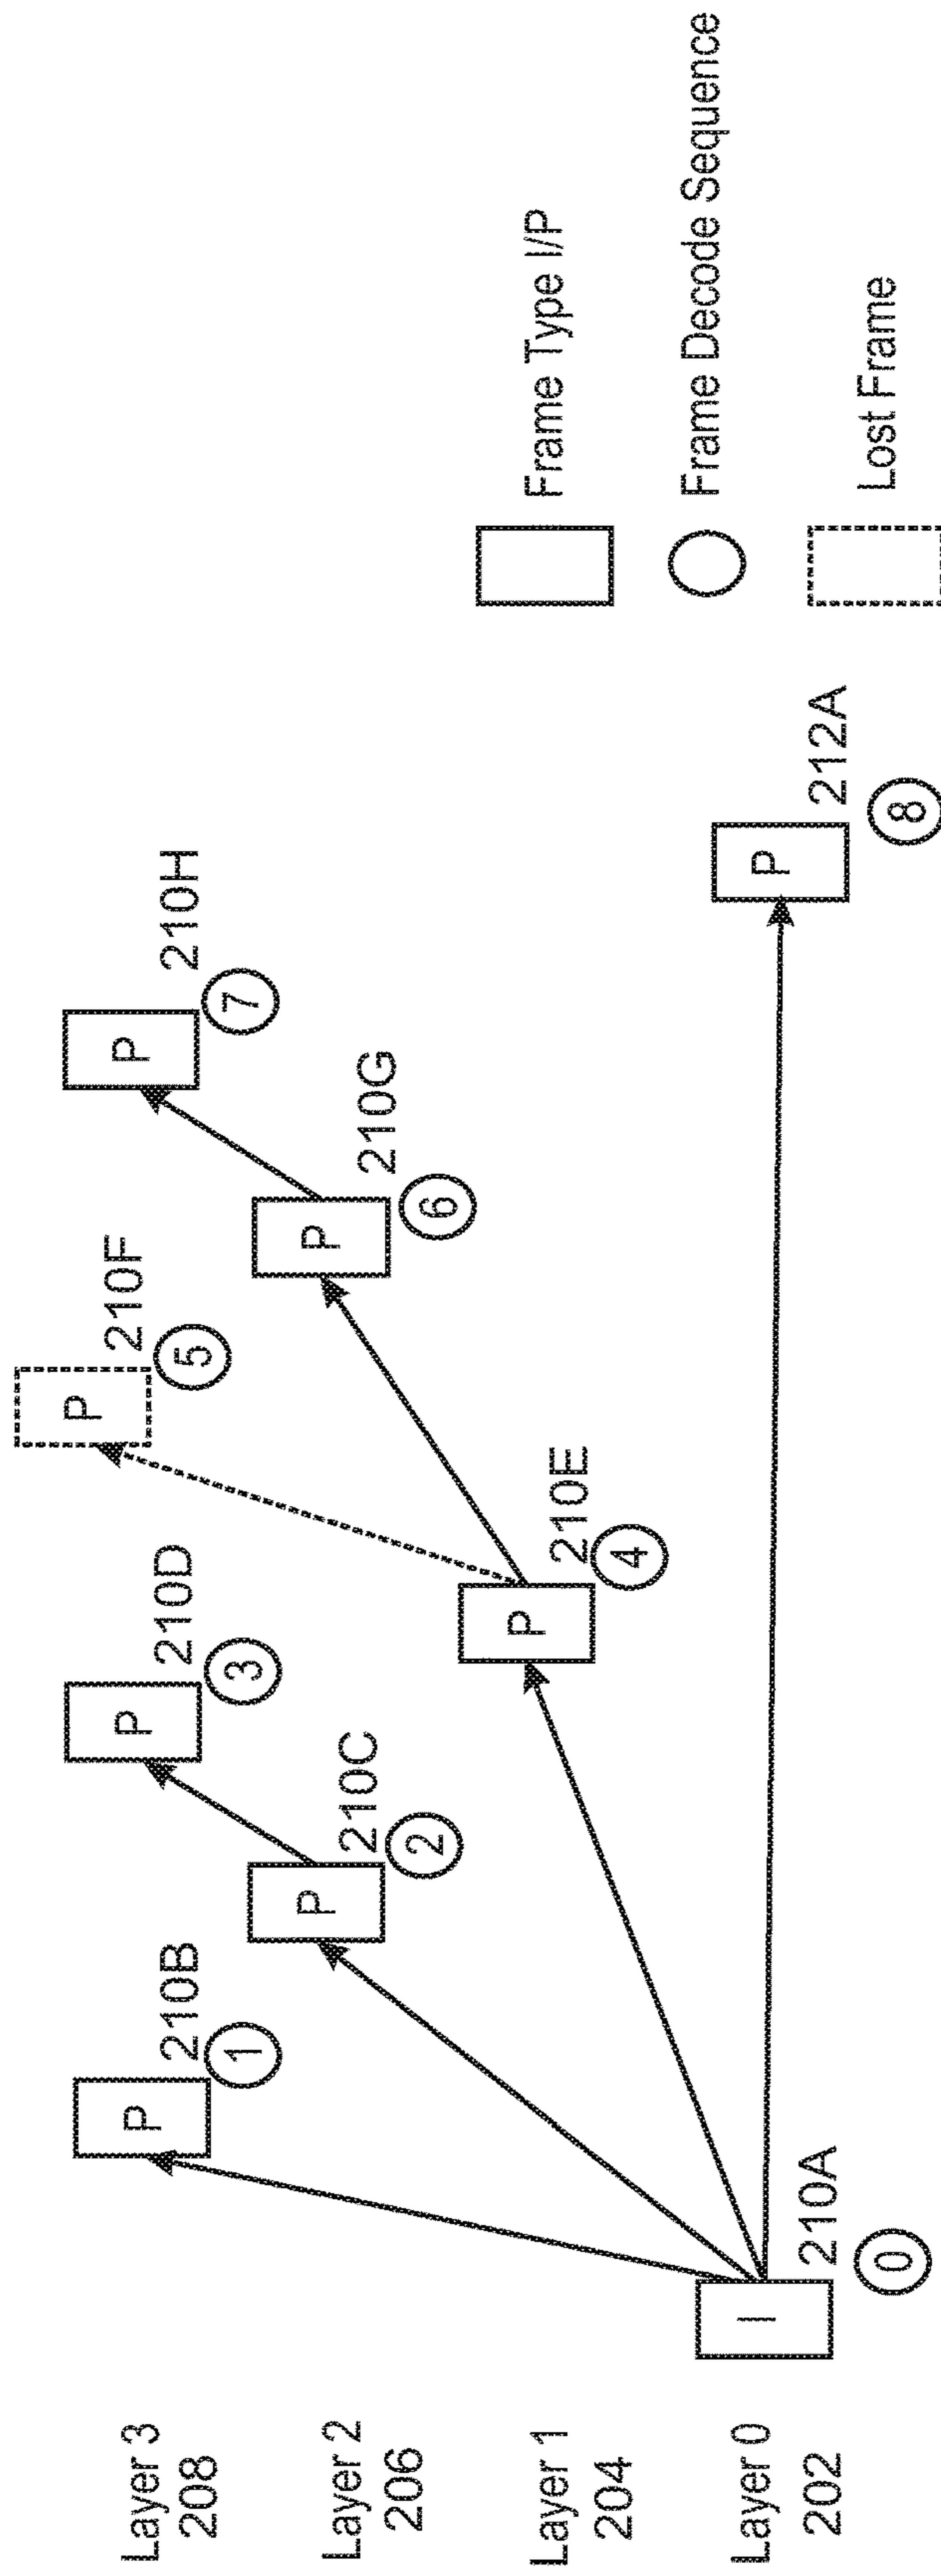 Layer 3
208
Layer 2
206
Layer 1
204
Layer 0
202
P
210B
1
P
210D
3
P
210F
5
P
210H
7
P
210C
2
P
210G
6
P
210E
4
I
210A
0
P
212A
8
Frame Type I/P
Frame Decode Sequence
Lost Frame